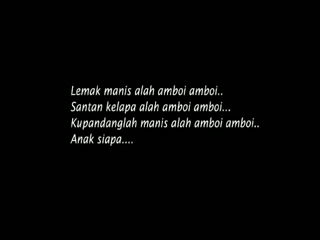 Lemak manis alah amboi amboi..
Santan kelapa alah amboi amboi...
Kupandanglah manis alah amboi amboi..
Anak siapa....